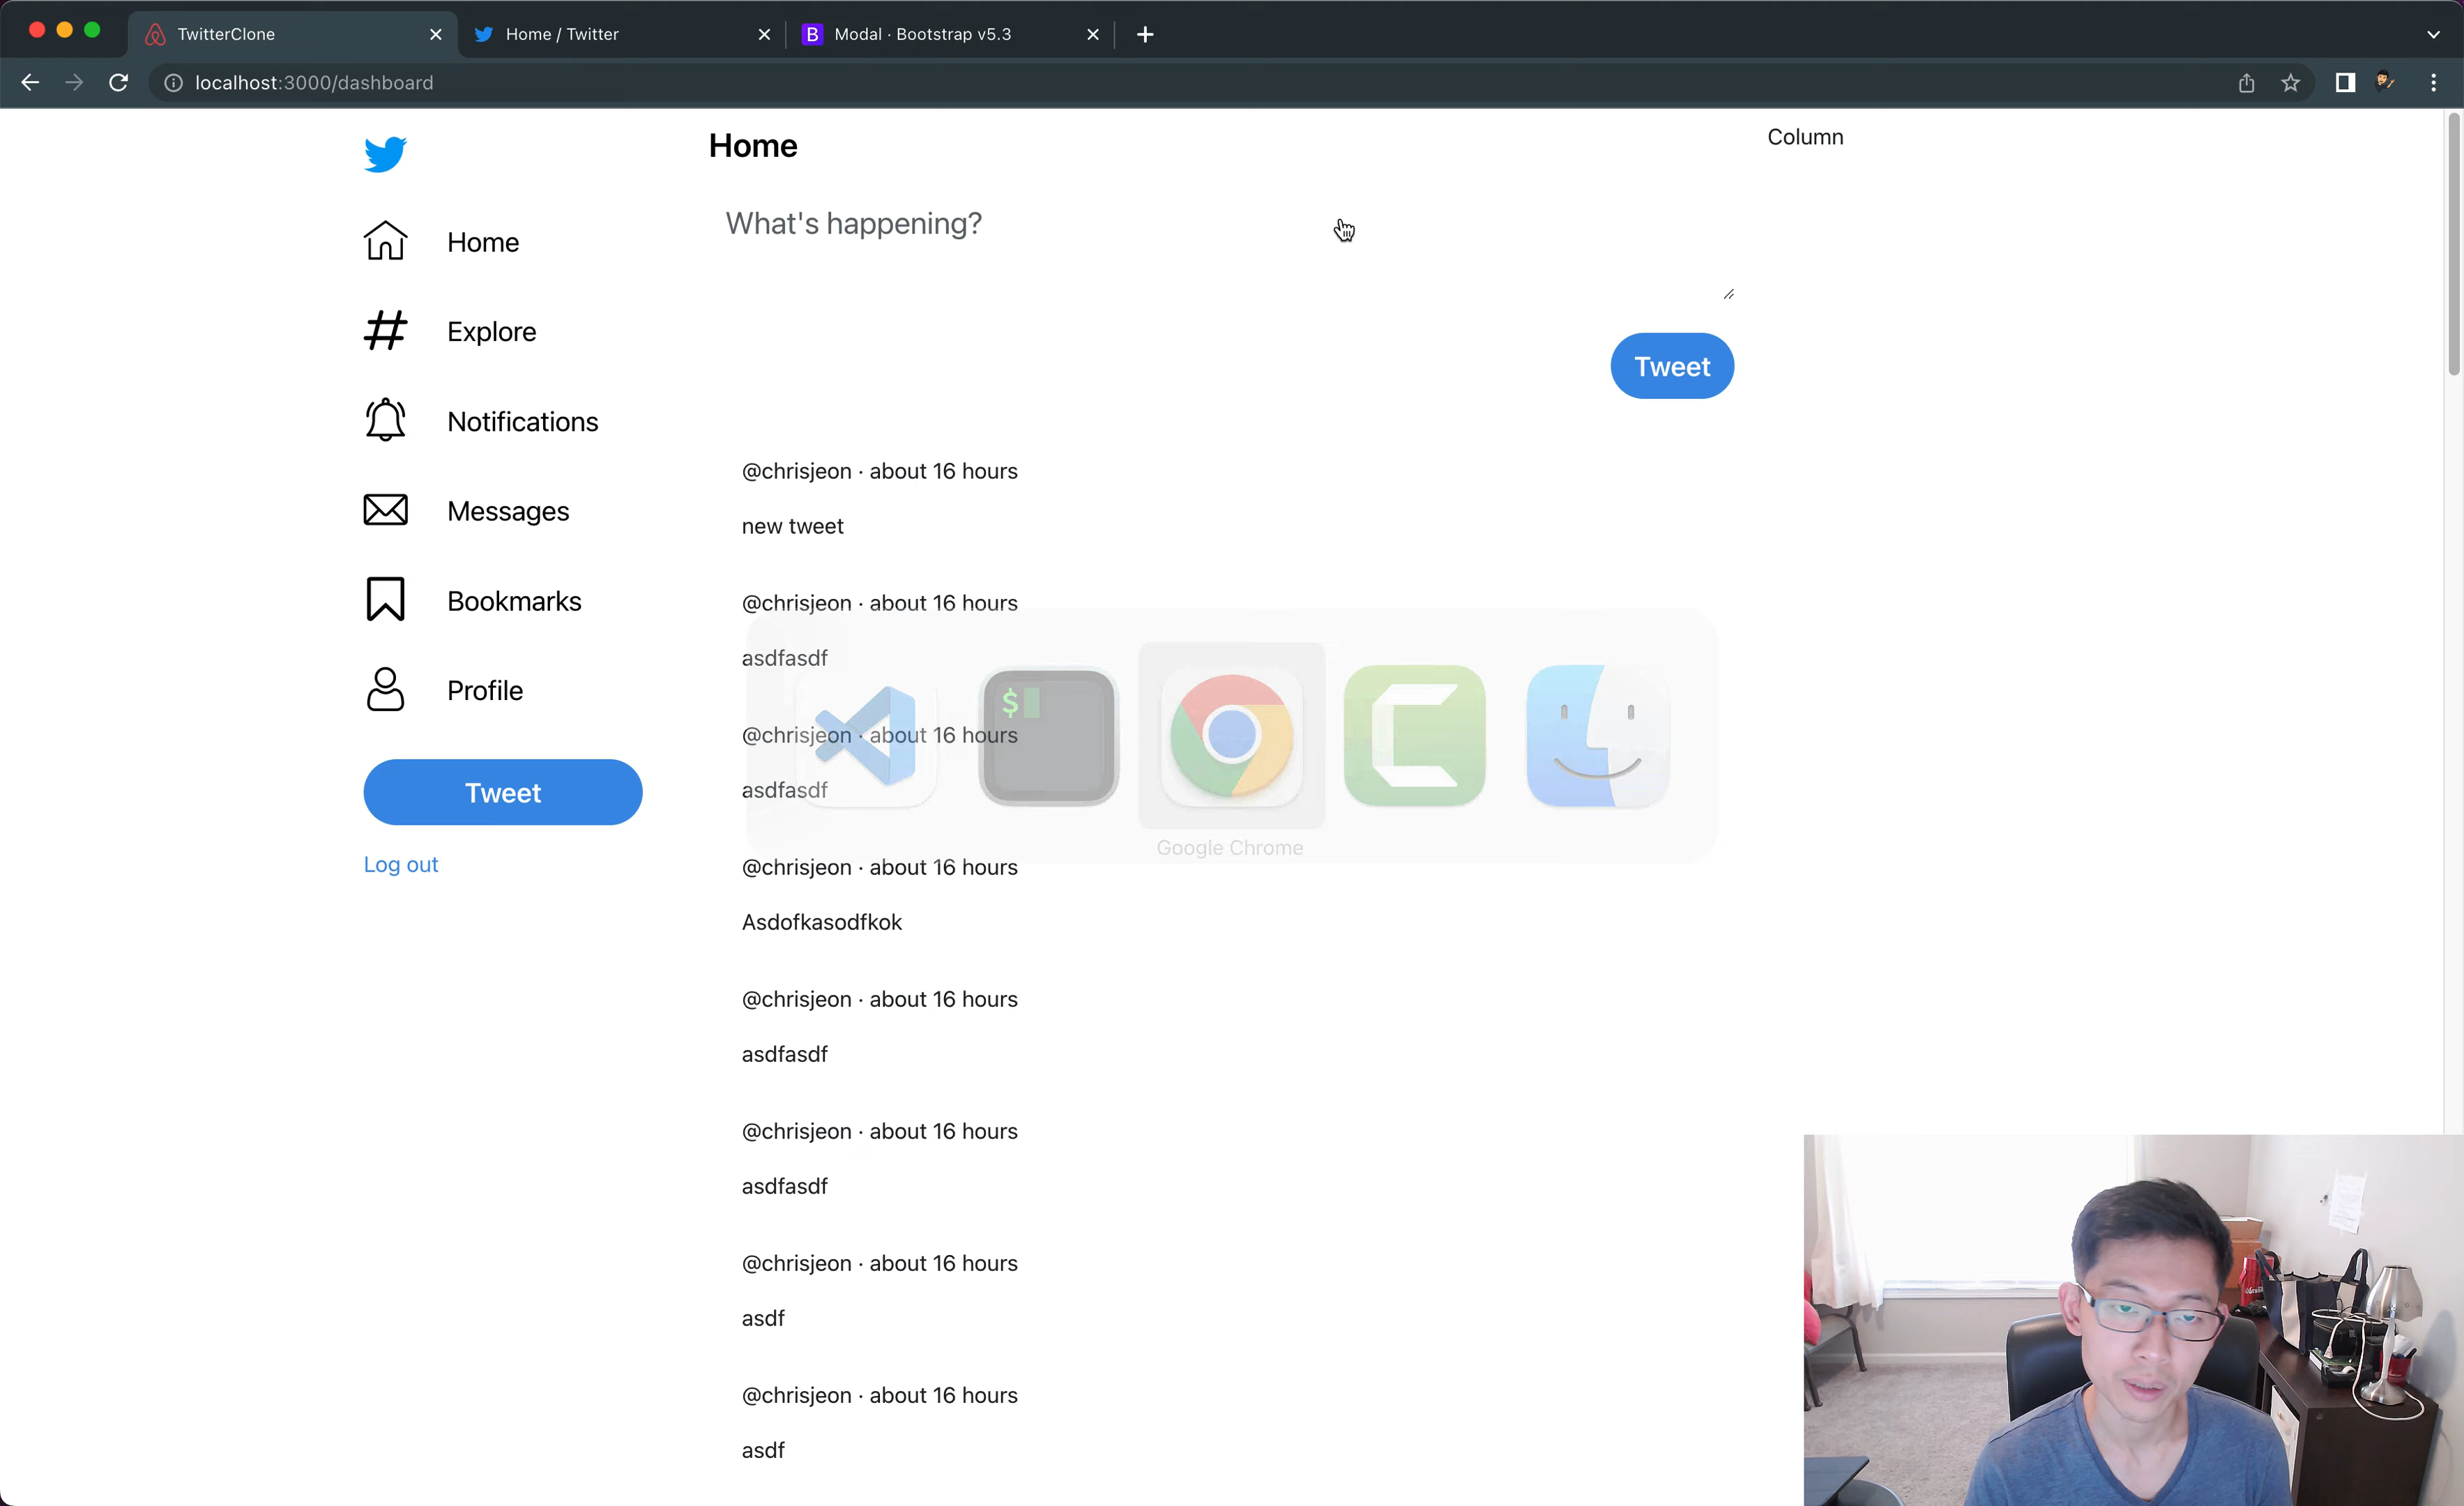 TwitterClone
Home / Twitter
B Modal · Bootstrap v5.3
localhost:3000/dashboard
Home
Column
Home
What's happening?
Explore
Tweet
Notifications
@chrisjeon · about 16 hours
Messages
new tweet
Bookmarks
@chrisjeon · about 16 hours
asdfasdf
Profile
$
@chrisjeon · about 16 hours
Tweet
asdfasdf
Google Chrome
Log out
@chrisjeon · about 16 hours
Asdofkasodfkok
@chrisjeon · about 16 hours
asdfasdf
@chrisjeon · about 16 hours
asdfasdf
@chrisjeon · about 16 hours
asdf
@chrisjeon · about 16 hours
asdf